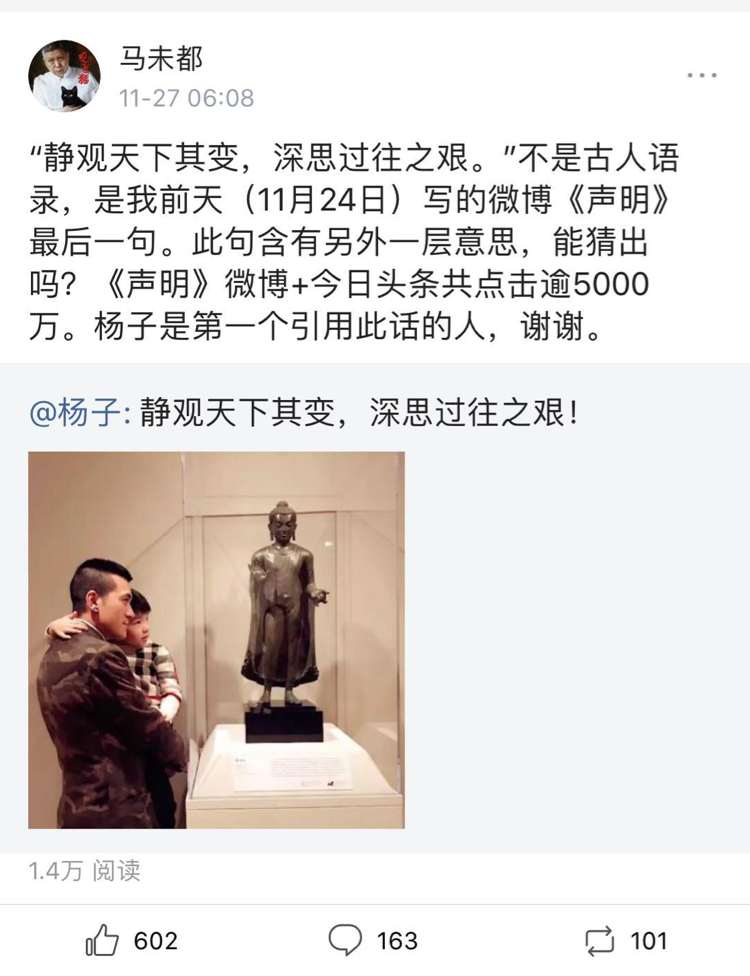 马未都
11-27 06:08
“静观天下其变，深思过往之艰。”不是古人语
录，是我前天（11月24日）写的微博《声明》
最后一句。此句含有另外一层意思，能猜出
吗？《声明》微博+今日头条共点击逾5000
万。杨子是第一个引用此话的人，谢谢。
@杨子: 静观天下其变，深思过往之艰！
1.4万 阅读
602
163
101